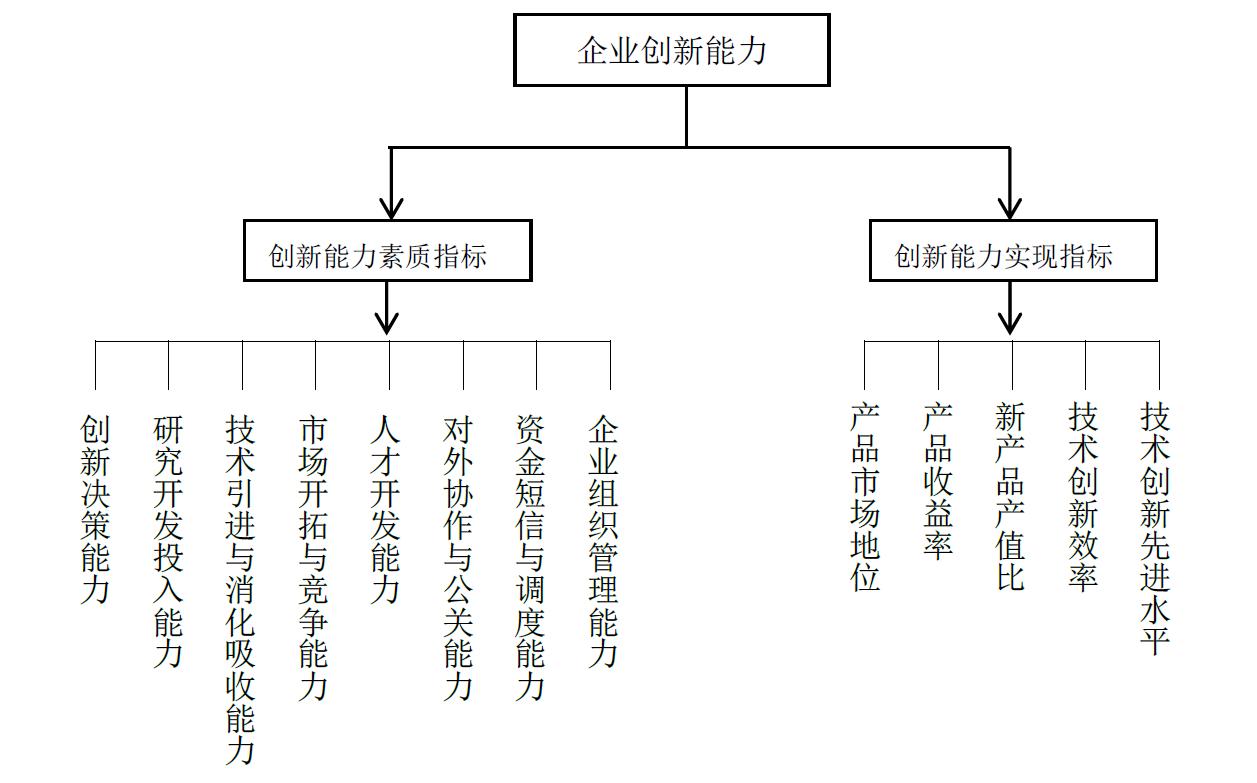 企业创新能力
创新能力素质指标
创新能力实现指标
创新决策能力
研究开发投入能力
技术引进与消化吸收能力
市场开拓与竞争能力
人才开发能力
对外协作与公关能力
资金短信与调度能力
企业组织管理能力
产品市场地位
产品收益率
新产品产值比
技术创新效率
技术创新先进水平